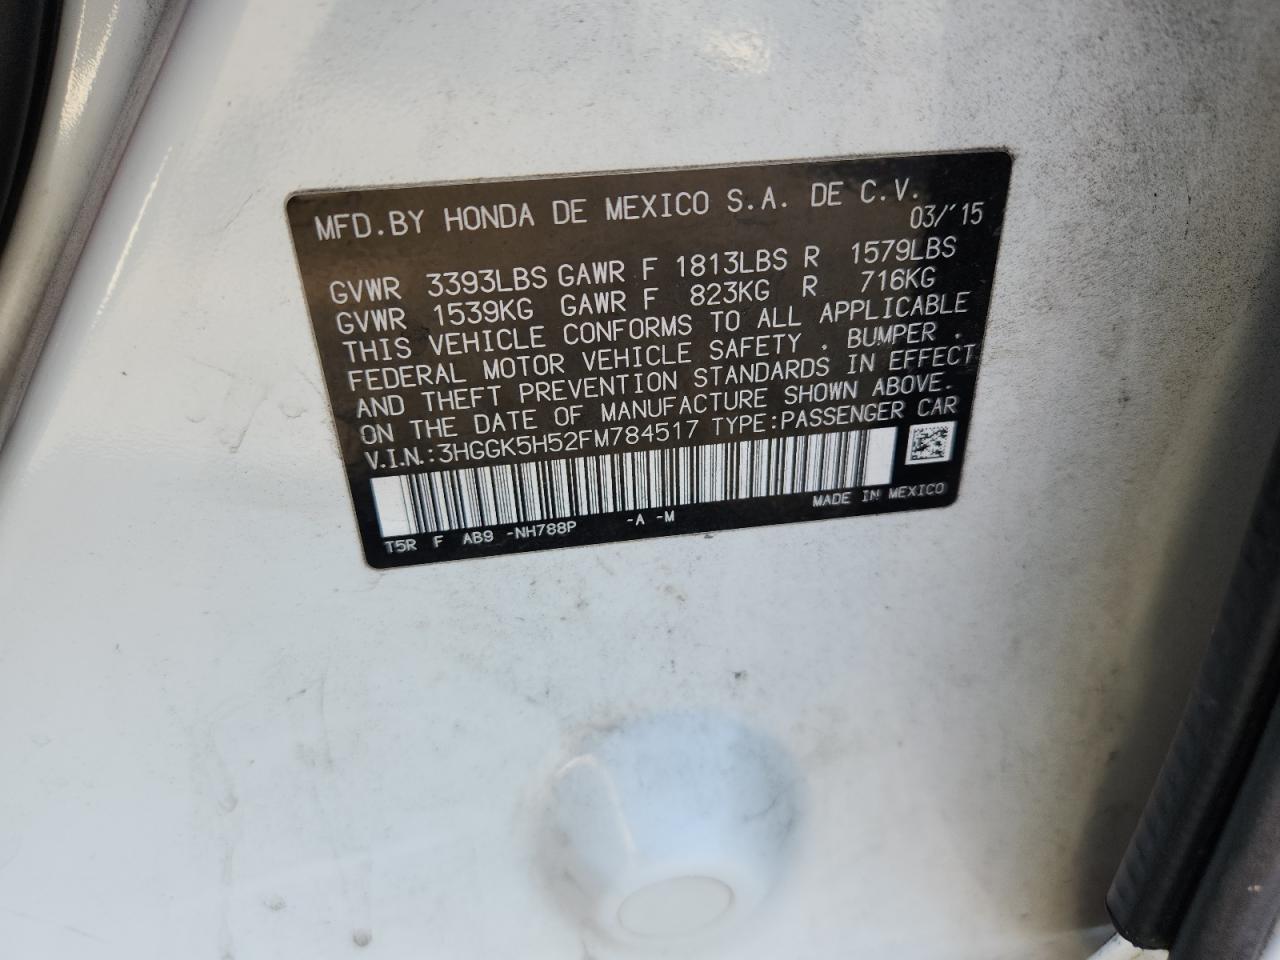 MFD.BY HONDA DE MEXICO S.A. DE C.V.
03/'15
GVWR 3393LBS GAWR F 1813LBS R 1579LBS
GVWR 1539KG GAWR F 823KG R 716KG
THIS VEHICLE CONFORMS TO ALL APPLICABLE
FEDERAL MOTOR VEHICLE SAFETY , BUMPER ,
AND THEFT PREVENTION STANDARDS IN EFFECT
ON THE DATE OF MANUFACTURE SHOWN ABOVE.
V.I.N.:3HGGK5H52FM784517 TYPE:PASSENGER CAR
MADE IN MEXICO
T5R F AB9 -NH788P -A -M